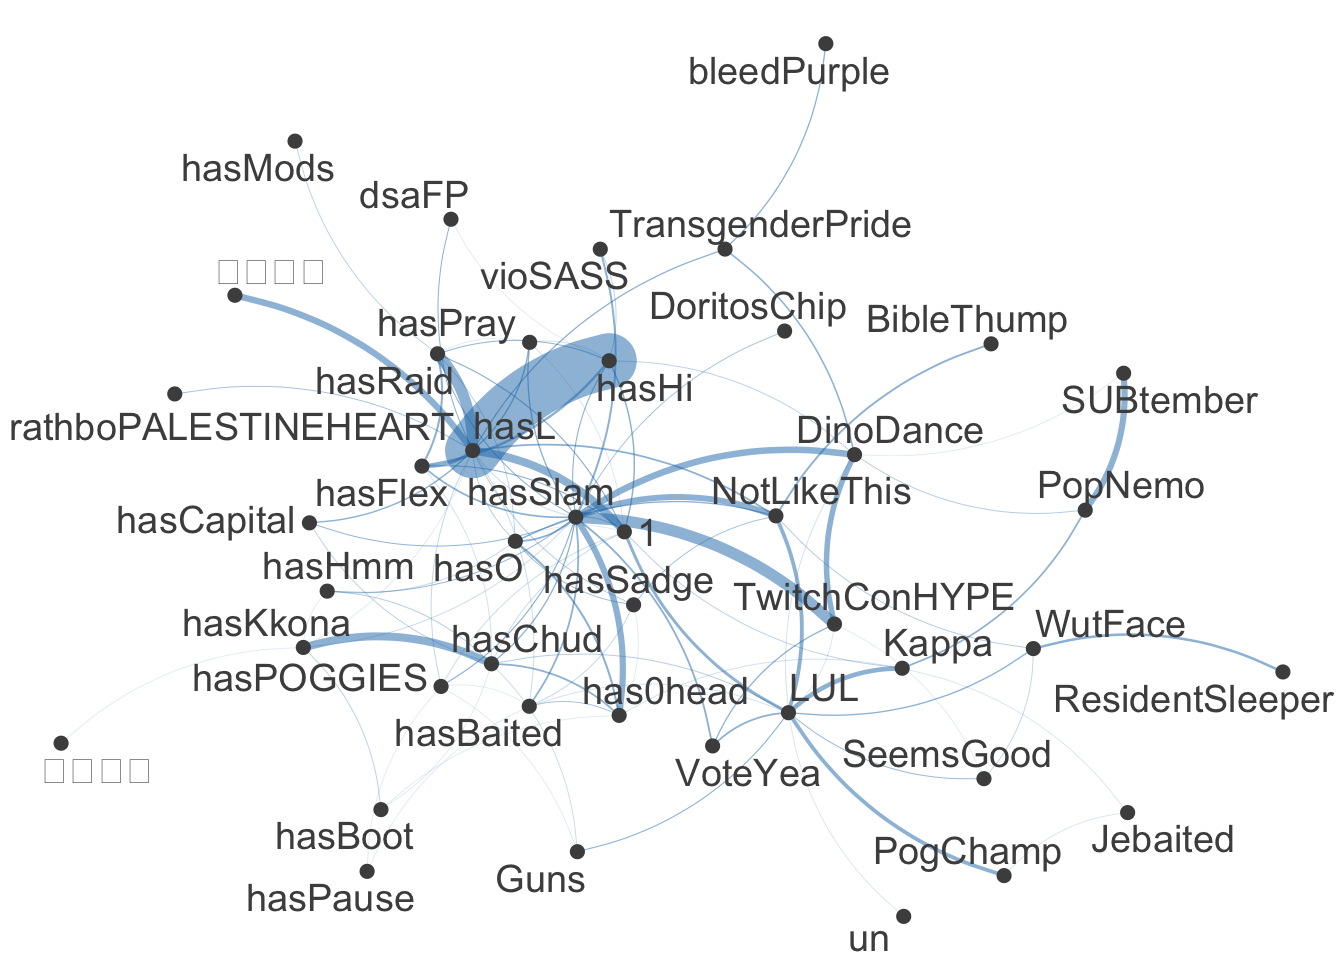 bleedPurple
hasMods
dsaFP
TransgenderPride
vioSASS
DoritosChip
BibleThump
hasPray
hasRaid
hasHi
SUBtember
rathboPALESTINEHEART
hasL
DinoDance
hasFlex
hasSlam
NotLikeThis
PopNemo
hasCapital
1
hasHmm
hasO
hasSadge
TwitchConHYPE
hasKkona
hasChud
Kappa
WutFace
hasPOGGIES
has0head
LUL
ResidentSleeper
hasBaited
SeemsGood
VoteYea
hasBoot
Jebaited
PogChamp
Guns
hasPause
un